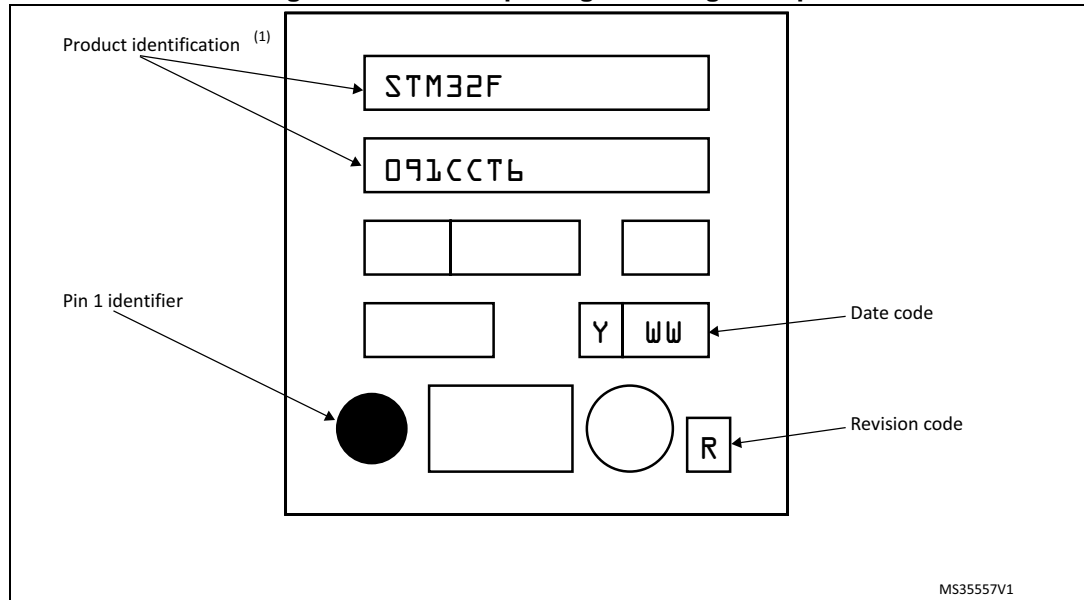 Product identification (1)
STM32F
091CCT6
Pin 1 identifier
Y WW
Date code
Revision code
R
MS35557V1